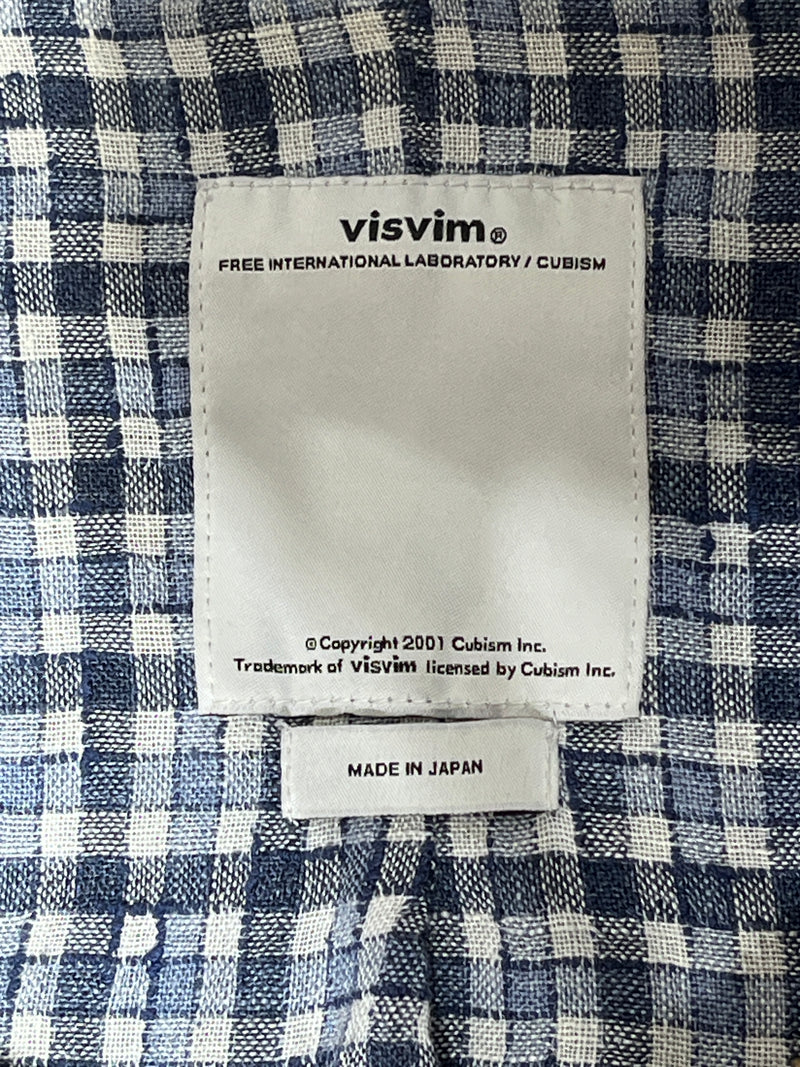 visvim®
FREE INTERNATIONAL LABORATORY / CUBISM
©Copyright 2001 Cubism Inc.
Trademark of visvim licensed by Cubism Inc.
MADE IN JAPAN